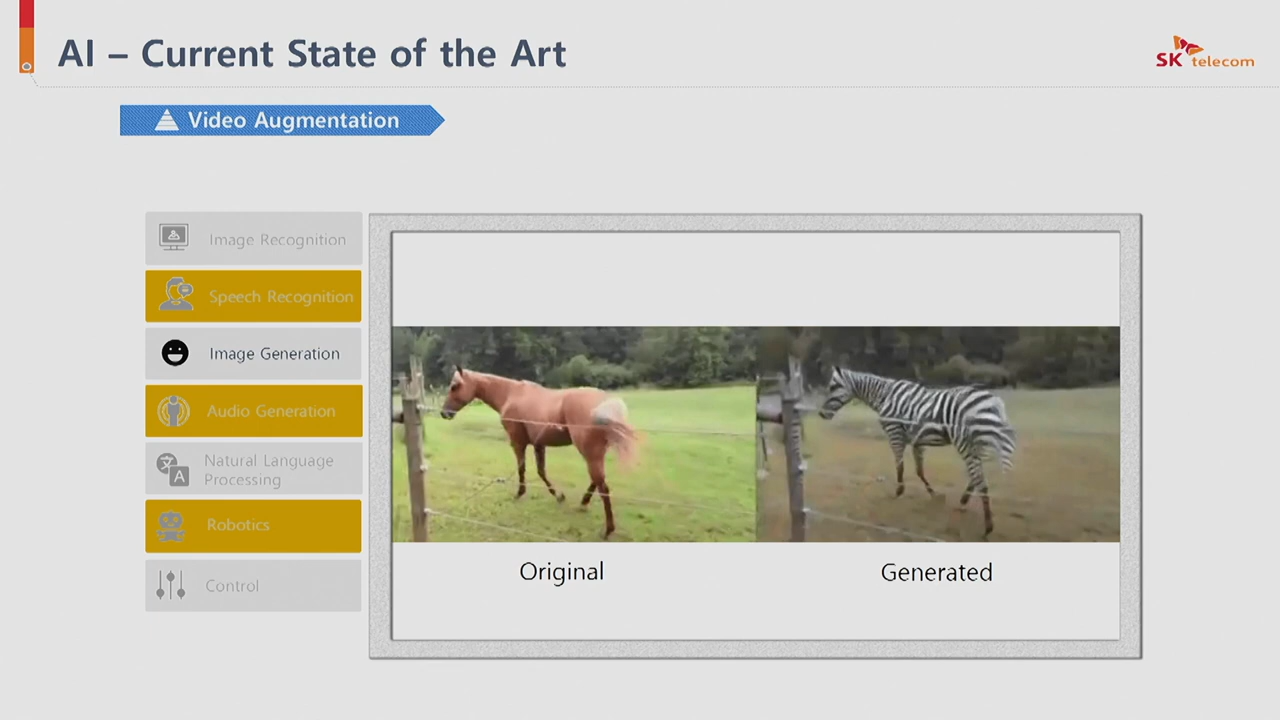 AI – Current State of the Art
SK telecom
Video Augmentation
Image Recognition
Speech Recognition
Image Generation
Audio Generation
A
Natural Language
Processing
Robotics
Control
Original
Generated